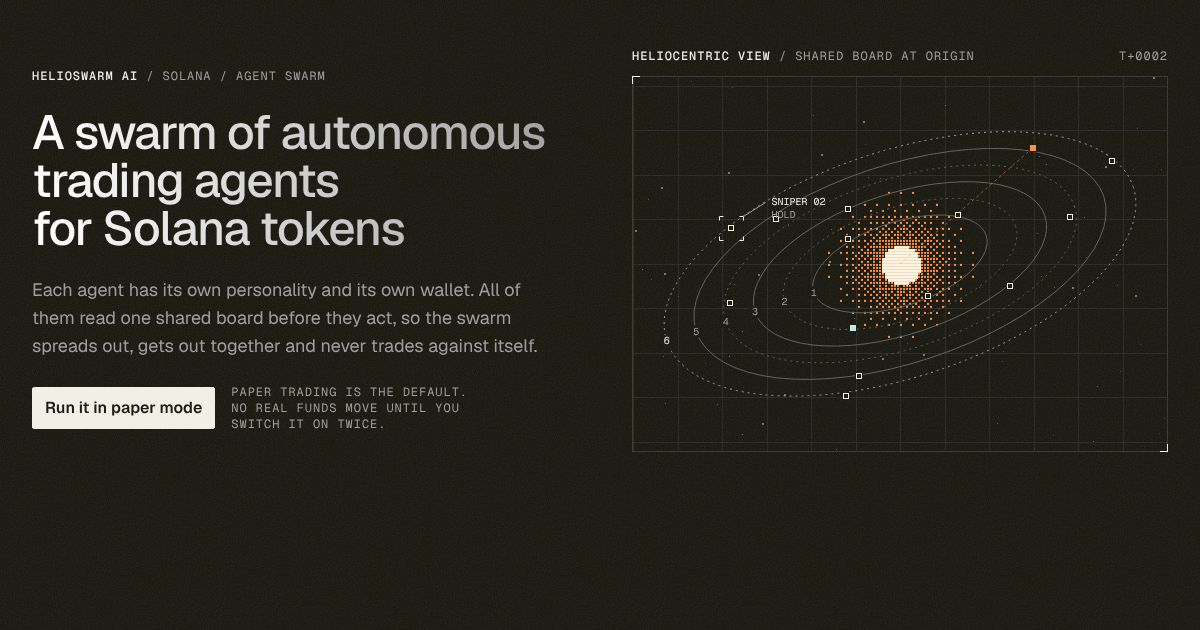 HELIOSWARM AI / SOLANA / AGENT SWARM
A swarm of autonomous
trading agents
for Solana tokens
Each agent has its own personality and its own wallet. All of
them read one shared board before they act, so the swarm
spreads out, gets out together and never trades against itself.
Run it in paper mode
PAPER TRADING IS THE DEFAULT.
NO REAL FUNDS MOVE UNTIL YOU
SWITCH IT ON TWICE.
HELIOCENTRIC VIEW / SHARED BOARD AT ORIGIN
T+0002
SNIPER 02
HOLD
1
2
3
4
5
6